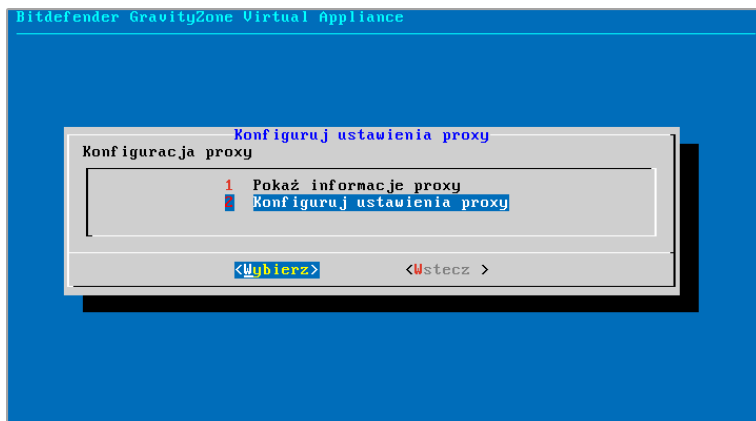 Bitdefender GravityZone Virtual Appliance
Konfiguruj ustawienia proxy
Konfiguracja proxy
1 Pokaż informacje proxy
2 Konfiguruj ustawienia proxy
<Wybierz> <Wstecz >